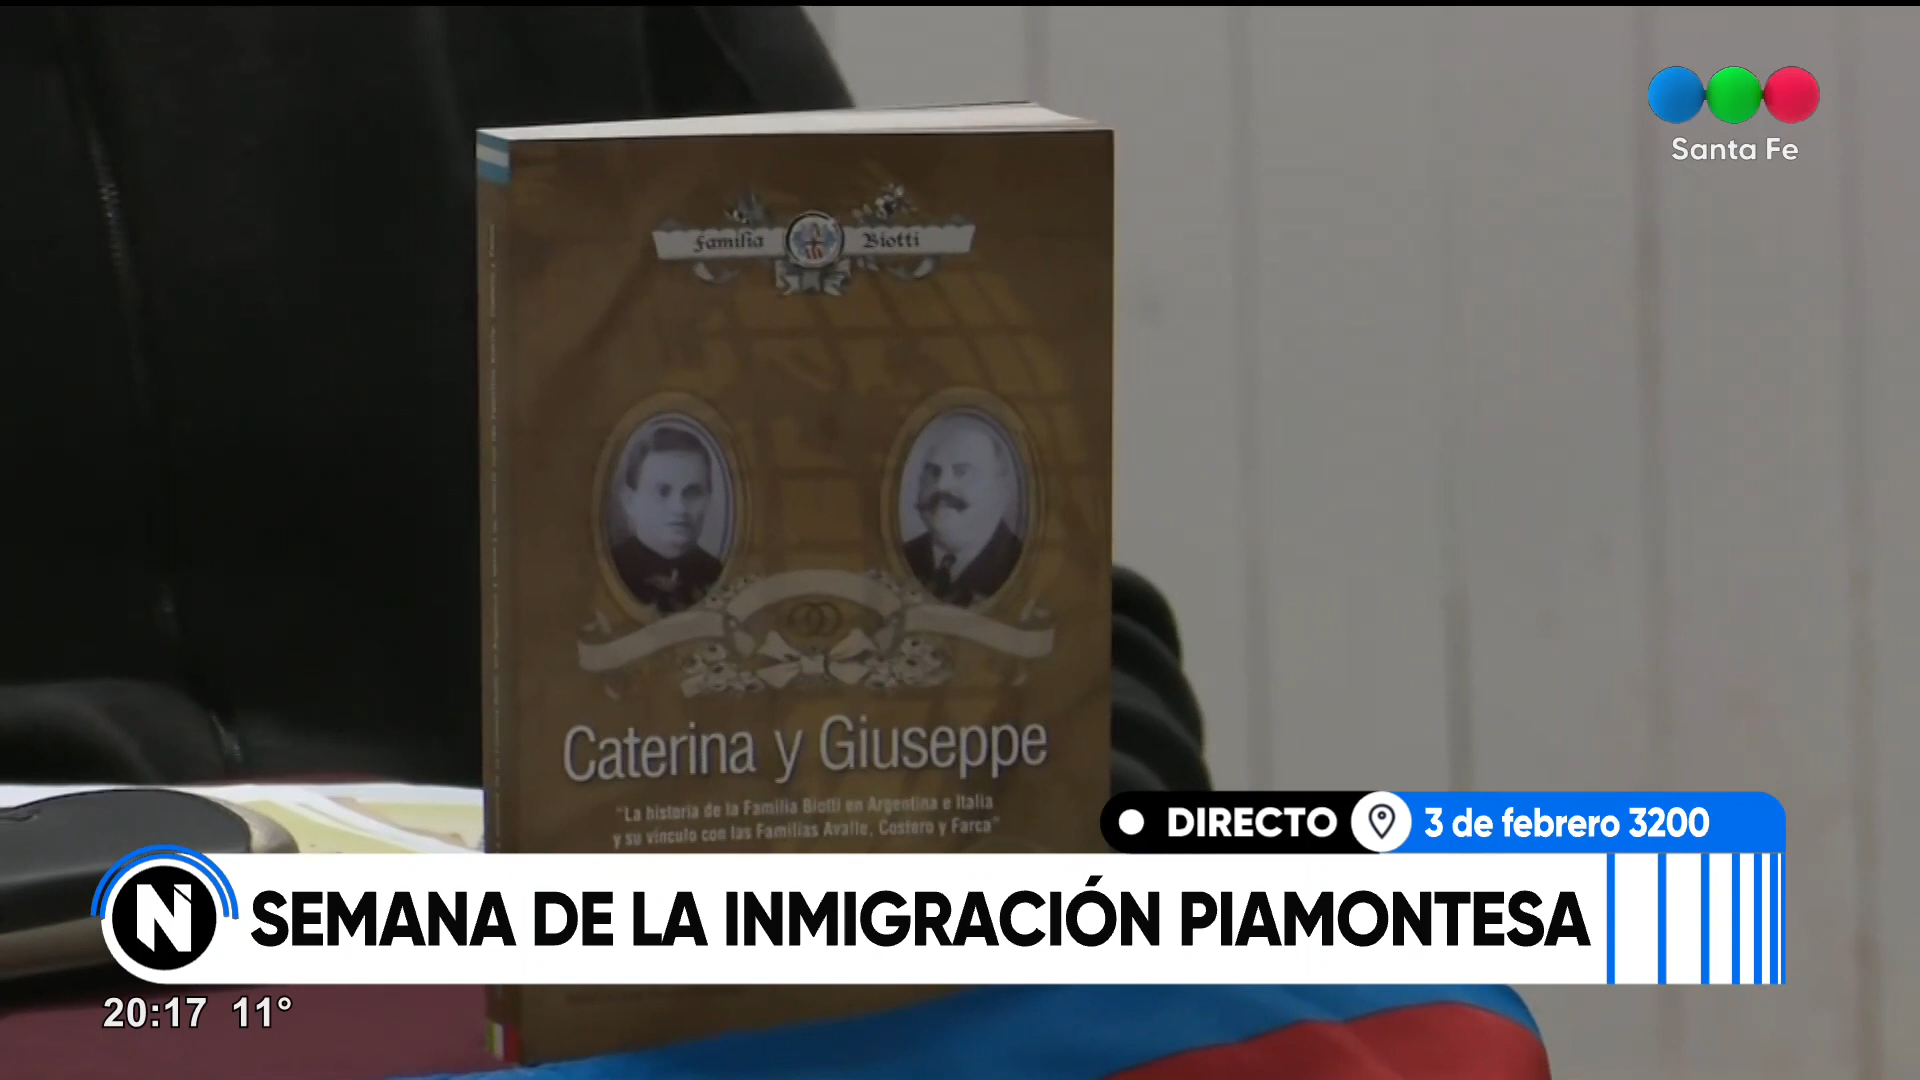 Santa Fe
Familia Biotti
Caterina y Giuseppe
"La historia de la Familia Biotti en Argentina e Italia
y su vínculo con las Familias Avalle, Costero y Farca"
DIRECTO 3 de febrero 3200
N SEMANA DE LA INMIGRACIÓN PIAMONTESA
20:17 11°